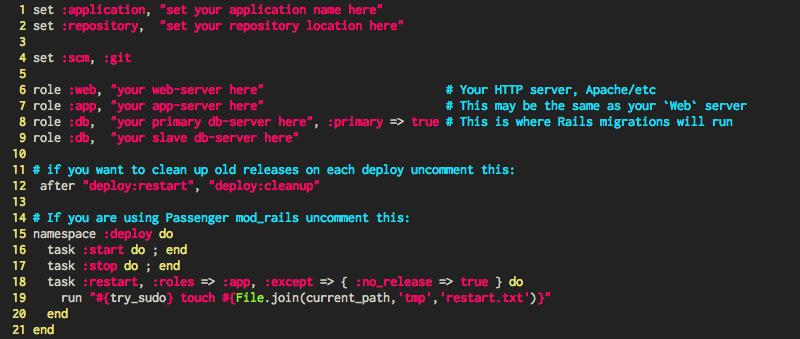 1 set :application, "set your application name here"
2 set :repository,  "set your repository location here"
3
4 set :scm, :git
5
6 role :web, "your web-server here"                          # Your HTTP server, Apache/etc
7 role :app, "your app-server here"                          # This may be the same as your `Web` server
8 role :db,  "your primary db-server here", :primary => true # This is where Rails migrations will run
9 role :db,  "your slave db-server here"
10
11 # if you want to clean up old releases on each deploy uncomment this:
12  after "deploy:restart", "deploy:cleanup"
13
14 # If you are using Passenger mod_rails uncomment this:
15 namespace :deploy do
16   task :start do ; end
17   task :stop do ; end
18   task :restart, :roles => :app, :except => { :no_release => true } do
19     run "#{try_sudo} touch #{File.join(current_path,'tmp','restart.txt')}"
20   end
21 end